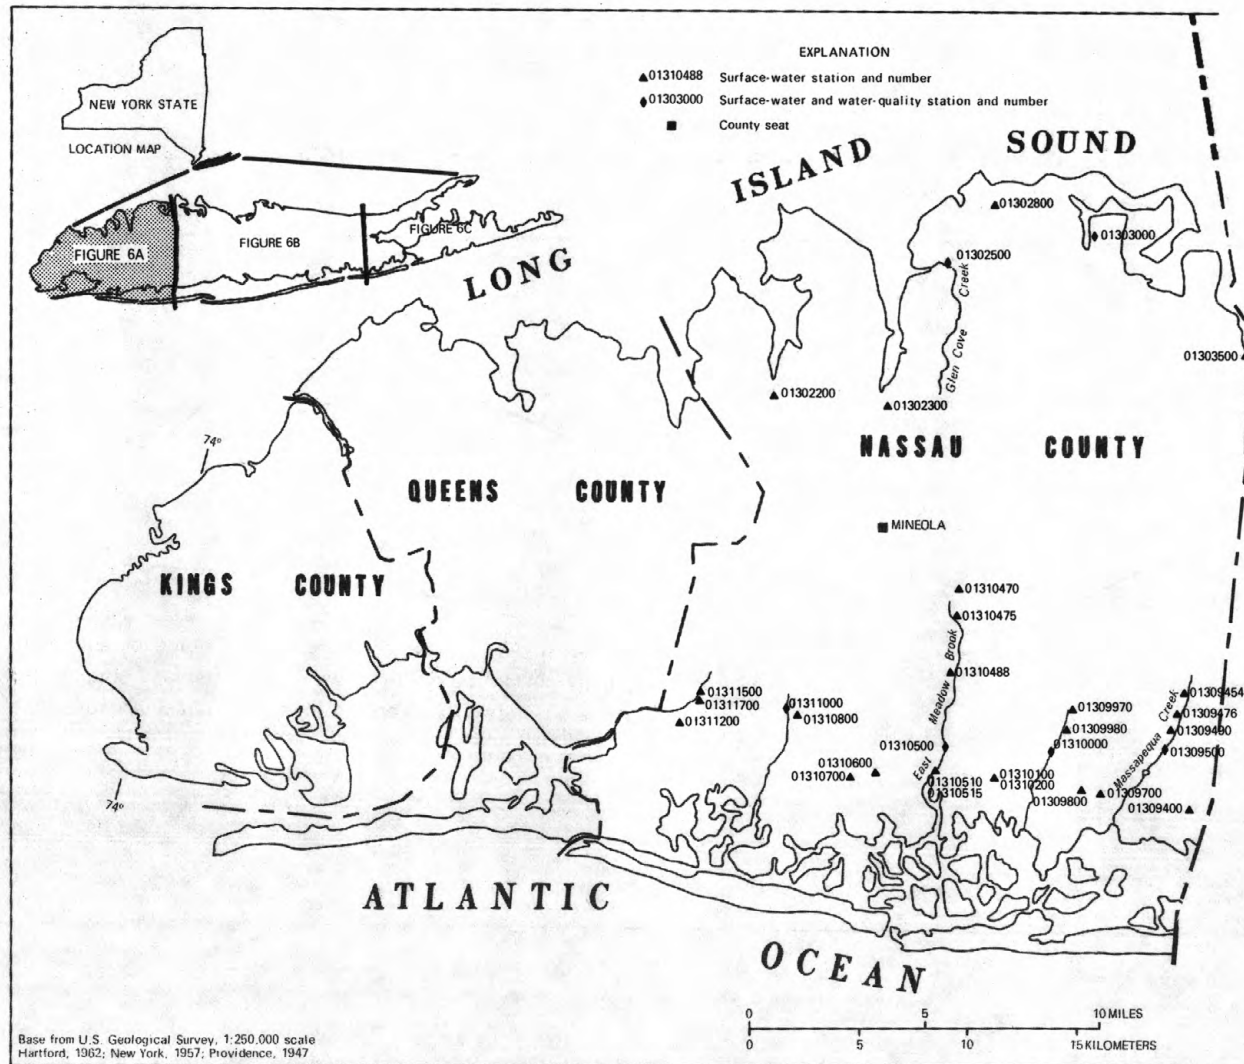 EXPLANATION
01310488 Surface-water station and number
01303000 Surface-water and water-quality station and number
County seat
NEW YORK STATE
LOCATION MAP
FIGURE 6A
FIGURE 6B
FIGURE 6C
LONG
ISLAND
SOUND
01302800
01303000
01302500
Glen Cove Creek
01303500
01302200
01302300
NASSAU COUNTY
74°
QUEENS COUNTY
MINEOLA
KINGS COUNTY
01310470
01310475
East Meadow Brook
01310488
01311500
01311700
01311200
01311000
01310800
01309970
01309980
01310000
01309454
01309476
01309490
01309500
Massapequa Creek
01310500
01310600
01310700
01310510
01310515
01310100
01310200
01309800
01309700
01309400
74°
ATLANTIC
OCEAN
0 5 10 MILES
0 5 10 15 KILOMETERS
Base from U.S. Geological Survey, 1:250.000 scale
Hartford, 1962; New York, 1957; Providence, 1947